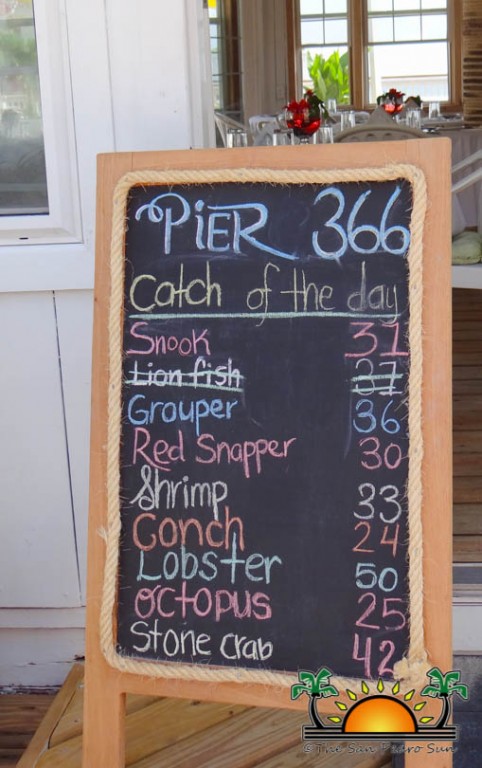 PiER 366
Catch of the day
Snook 31
Lion fish 37
Grouper 36
Red Snapper 30
Shrimp 33
Conch 24
Lobster 50
Octopus 25
Stone crab 42
© The San Pedro Sun